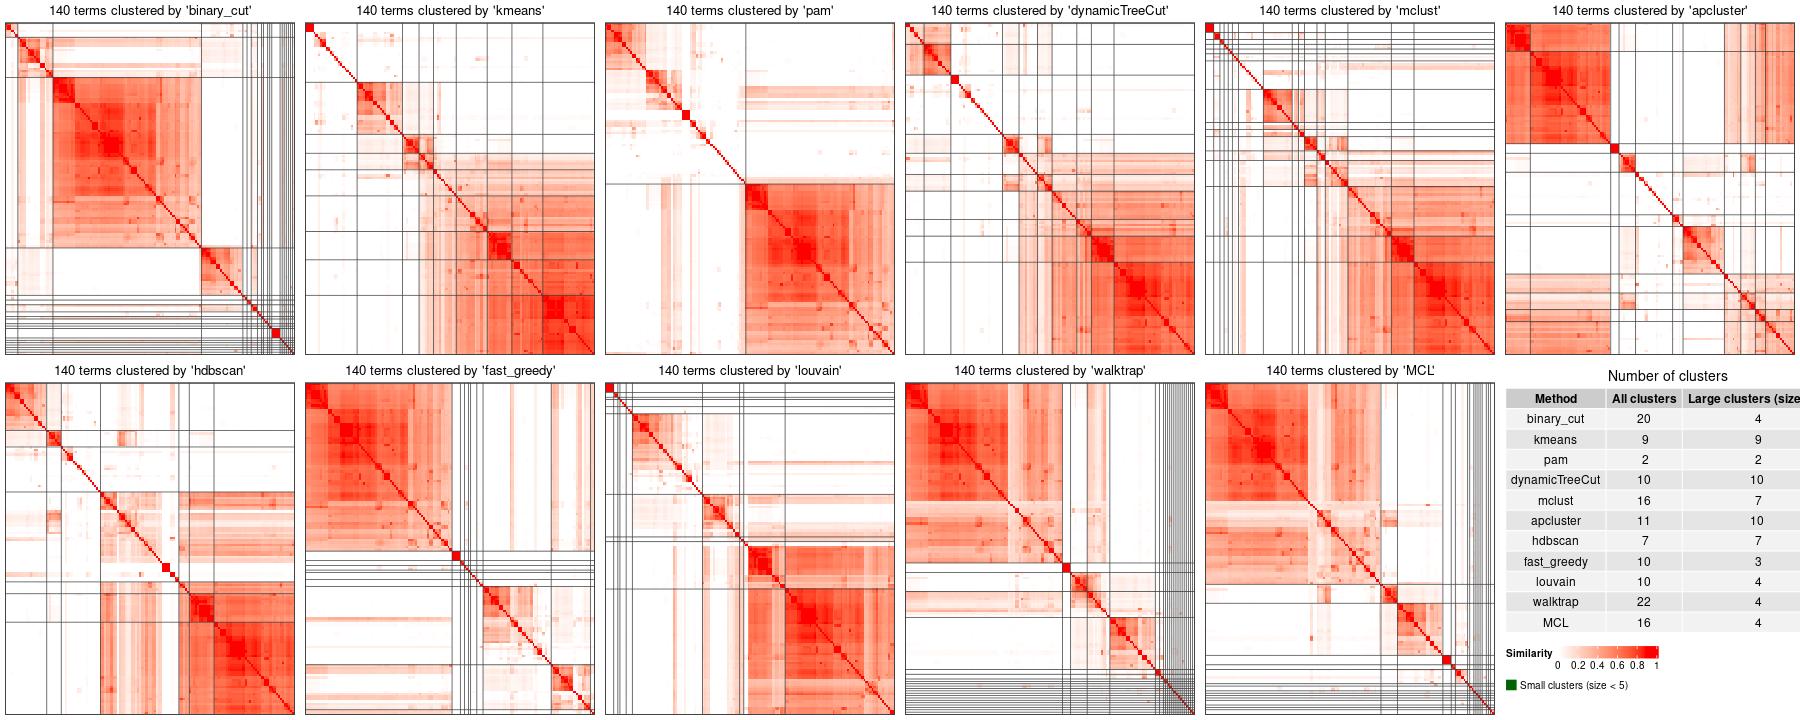 140 terms clustered by 'binary_cut'
140 terms clustered by 'kmeans'
140 terms clustered by 'pam'
140 terms clustered by 'dynamicTreeCut'
140 terms clustered by 'mclust'
140 terms clustered by 'apcluster'
140 terms clustered by 'hdbscan'
140 terms clustered by 'fast_greedy'
140 terms clustered by 'louvain'
140 terms clustered by 'walktrap'
140 terms clustered by 'MCL'
Number of clusters
Method All clusters Large clusters (size
binary_cut 20 4
kmeans 9 9
pam 2 2
dynamicTreeCut 10 10
mclust 16 7
apcluster 11 10
hdbscan 7 7
fast_greedy 10 3
louvain 10 4
walktrap 22 4
MCL 16 4
Similarity
0 0.2 0.4 0.6 0.8 1
Small clusters (size < 5)